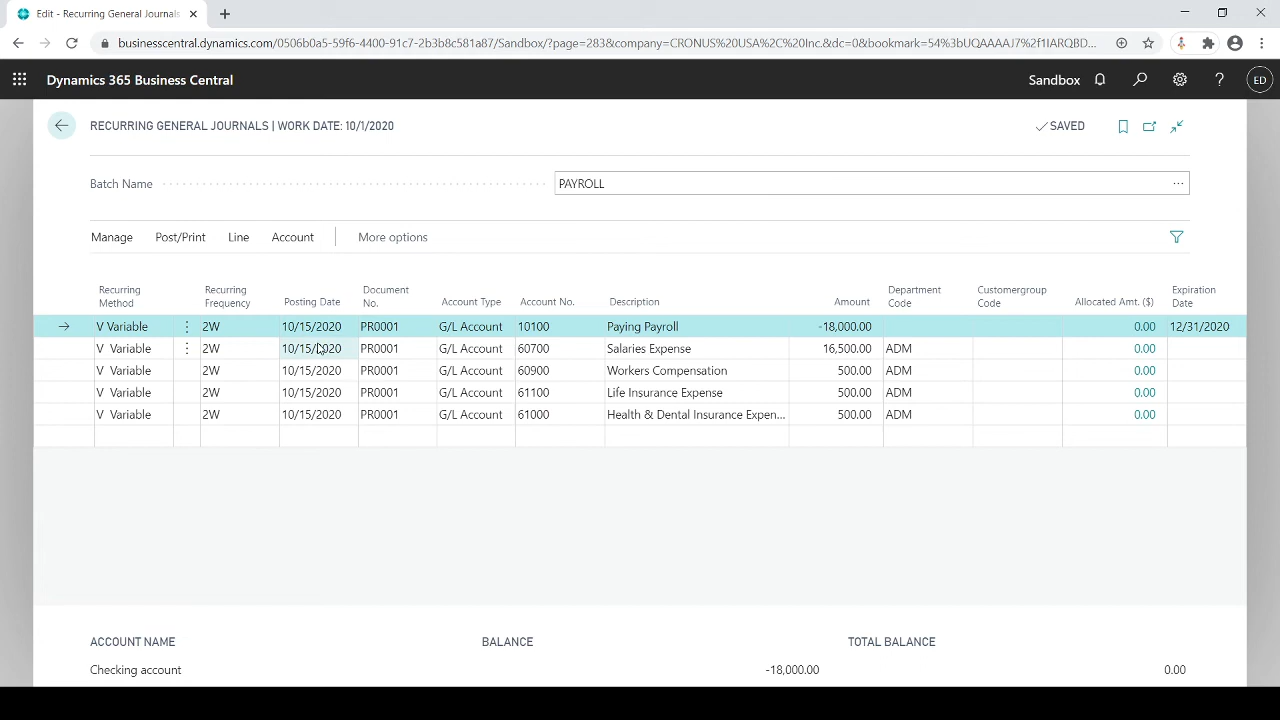 Edit - Recurring General Journals
businesscentral.dynamics.com/0506b0a5-59f6-4400-91c7-2b3b8c581a87/Sandbox/?page=283&company=CRONUS%20USA%2C%20Inc.&dc=0&bookmark=54%3bUQAAAAJ7%2f1IARQBD...
Dynamics 365 Business Central
Sandbox
?
ED
RECURRING GENERAL JOURNALS | WORK DATE: 10/1/2020
SAVED
Batch Name
PAYROLL
Manage Post/Print Line Account More options
Recurring Method Recurring Frequency Posting Date Document No. Account Type Account No. Description Amount Department Code Customergroup Code Allocated Amt. ($) Expiration Date
V Variable 2W 10/15/2020 PR0001 G/L Account 10100 Paying Payroll -18,000.00 0.00 12/31/2020
V Variable 2W 10/15/2020 PR0001 G/L Account 60700 Salaries Expense 16,500.00 ADM 0.00
V Variable 2W 10/15/2020 PR0001 G/L Account 60900 Workers Compensation 500.00 ADM 0.00
V Variable 2W 10/15/2020 PR0001 G/L Account 61100 Life Insurance Expense 500.00 ADM 0.00
V Variable 2W 10/15/2020 PR0001 G/L Account 61000 Health & Dental Insurance Expen... 500.00 ADM 0.00
ACCOUNT NAME BALANCE TOTAL BALANCE
Checking account -18,000.00 0.00